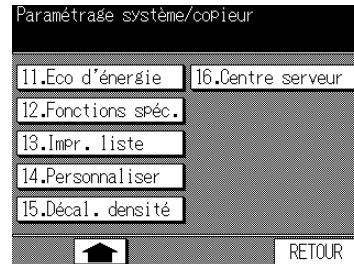 Paramétrage système/copieur
11.Eco d'énergie
16.Centre serveur
12.Fonctions spéc.
13.Impr. liste
14.Personnaliser
15.Décal. densité
RETOUR